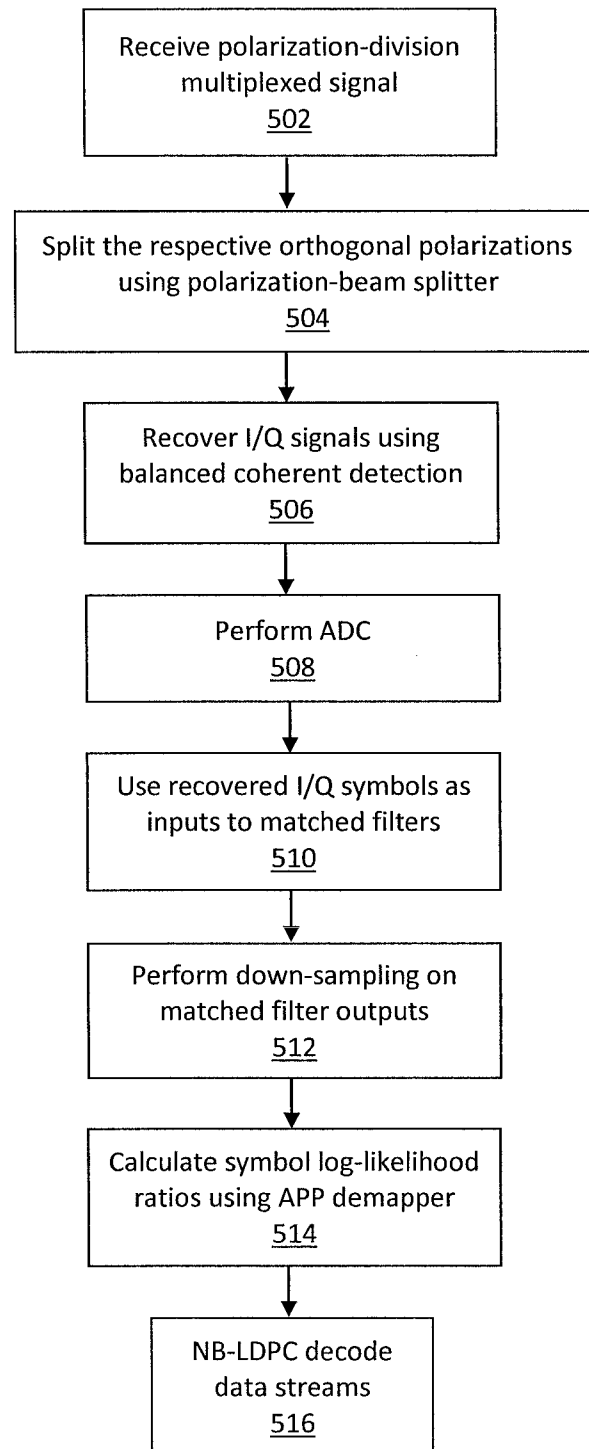 Receive polarization-division
multiplexed signal
502
Split the respective orthogonal polarizations
using polarization-beam splitter
504
Recover I/Q signals using
balanced coherent detection
506
Perform ADC
508
Use recovered I/Q symbols as
inputs to matched filters
510
Perform down-sampling on
matched filter outputs
512
Calculate symbol log-likelihood
ratios using APP demapper
514
NB-LDPC decode
data streams
516